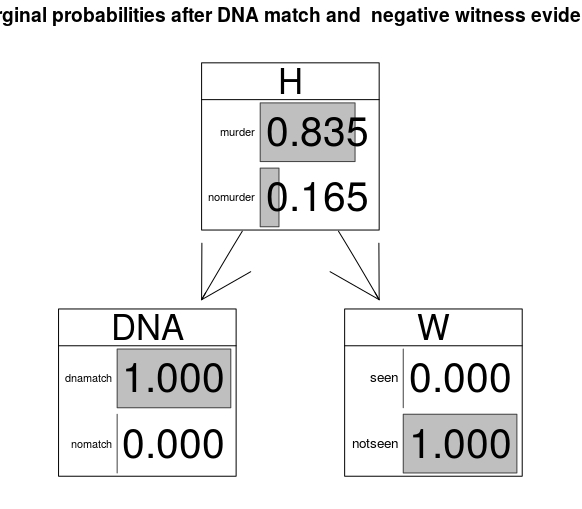 rginal probabilities after DNA match and negative witness evide
H
murder 0.835
nomurder 0.165
DNA
dnamatch 1.000
nomatch 0.000
W
seen 0.000
notseen 1.000